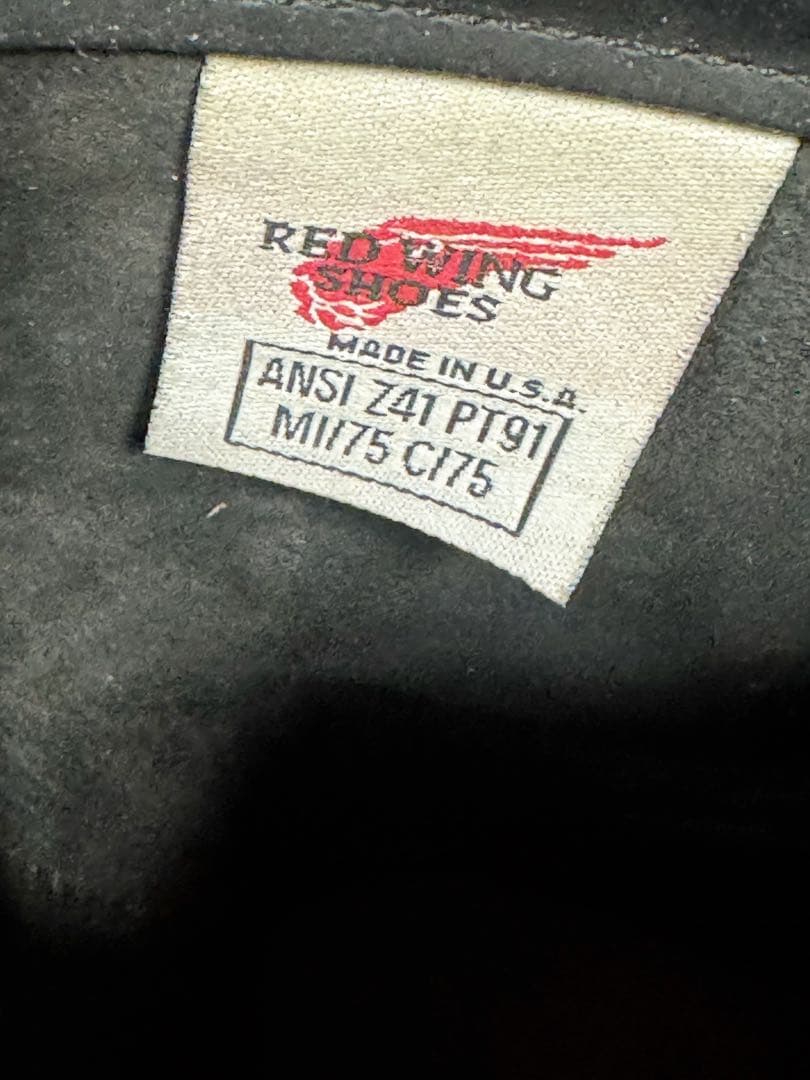 RED WING
SHOES
MADE IN U.S.A.
ANSI Z41 PT91
MI/75 C/75